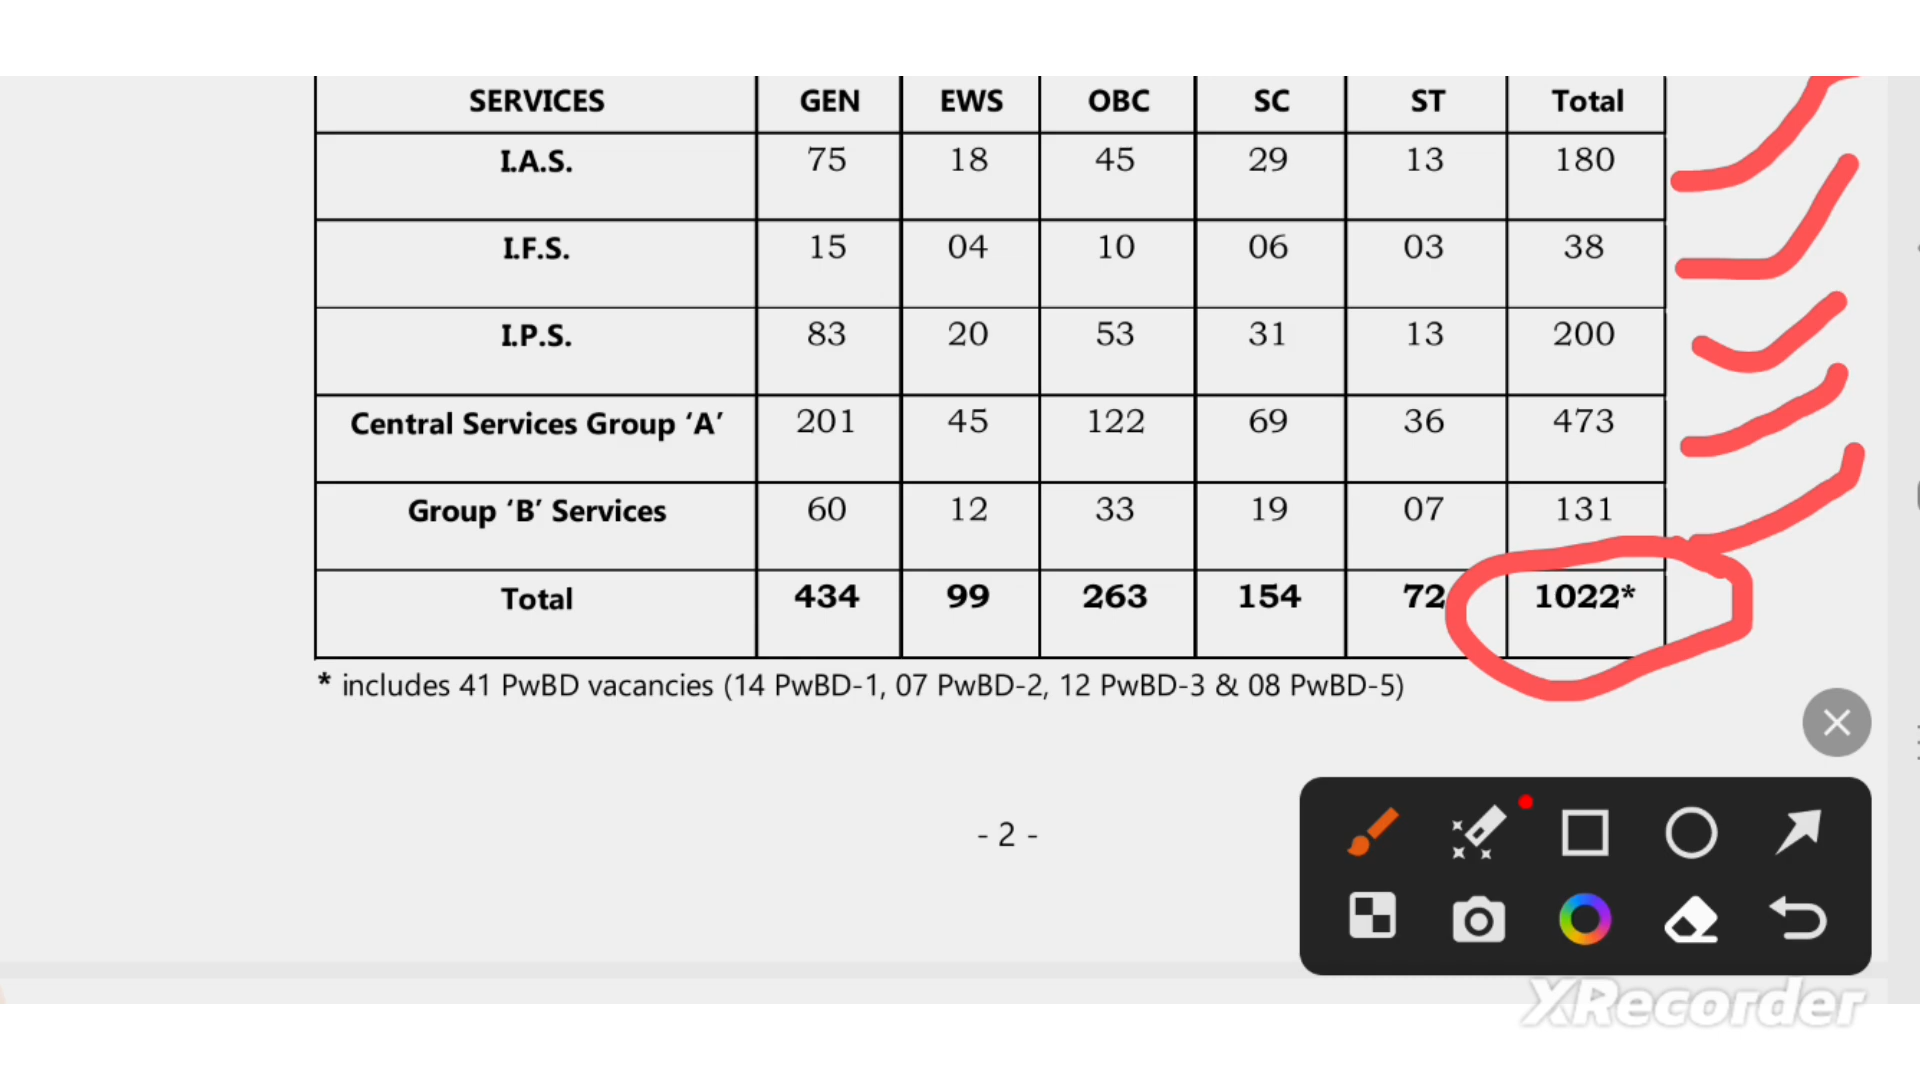 SERVICES GEN EWS OBC SC ST Total
I.A.S. 75 18 45 29 13 180
I.F.S. 15 04 10 06 03 38
I.P.S. 83 20 53 31 13 200
Central Services Group ‘A’ 201 45 122 69 36 473
Group ‘B’ Services 60 12 33 19 07 131
Total 434 99 263 154 72 1022*
* includes 41 PwBD vacancies (14 PwBD-1, 07 PwBD-2, 12 PwBD-3 & 08 PwBD-5)
- 2 -
XRecorder